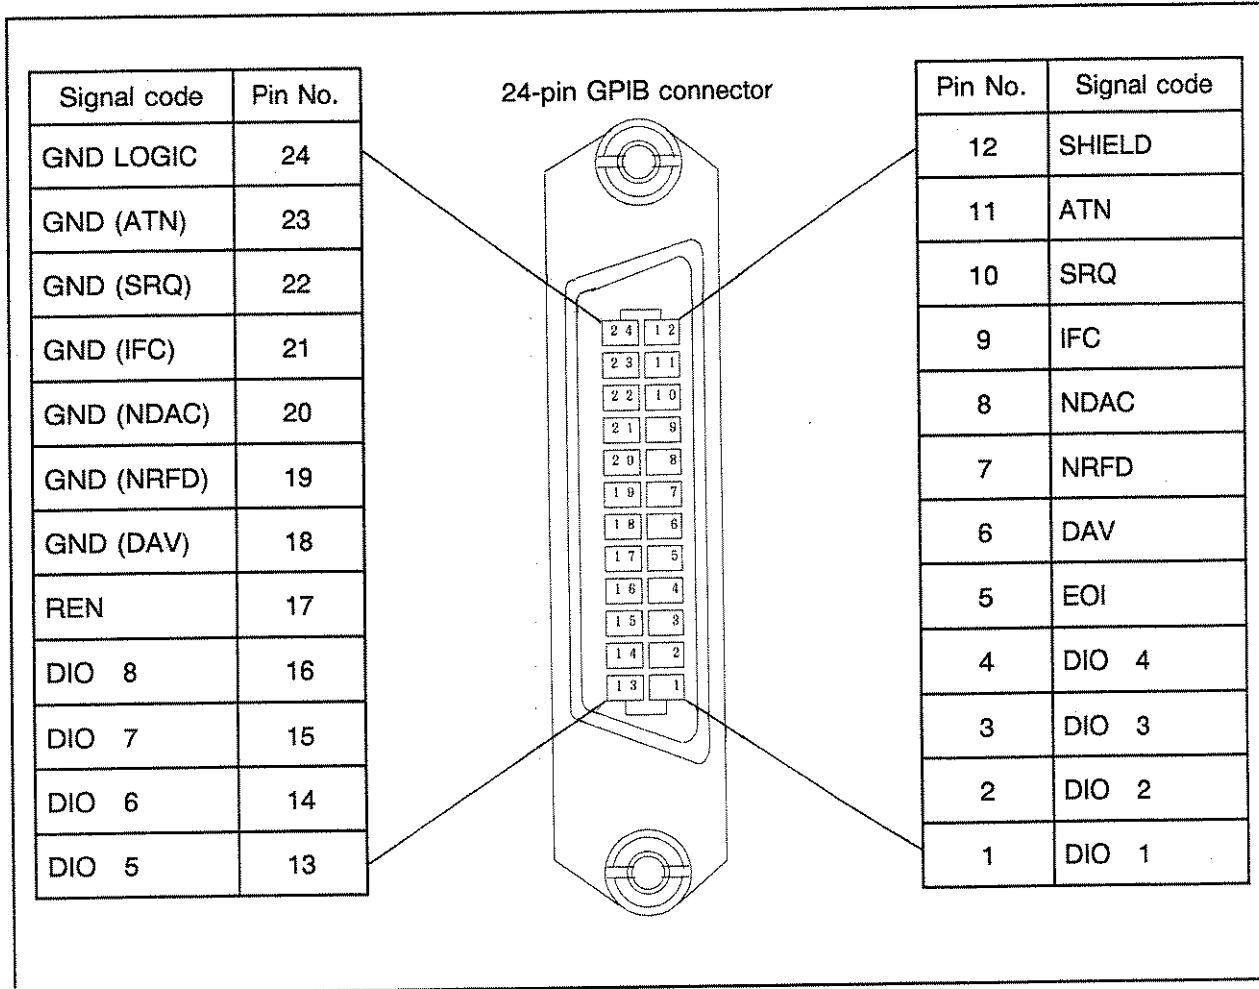 24-pin GPIB connector
Signal code Pin No.
GND LOGIC 24
GND (ATN) 23
GND (SRQ) 22
GND (IFC) 21
GND (NDAC) 20
GND (NRFD) 19
GND (DAV) 18
REN 17
DIO 8 16
DIO 7 15
DIO 6 14
DIO 5 13
24 12
23 11
22 10
21 9
20 8
19 7
18 6
17 5
16 4
15 3
14 2
13 1
Pin No. Signal code
12 SHIELD
11 ATN
10 SRQ
9 IFC
8 NDAC
7 NRFD
6 DAV
5 EOI
4 DIO 4
3 DIO 3
2 DIO 2
1 DIO 1